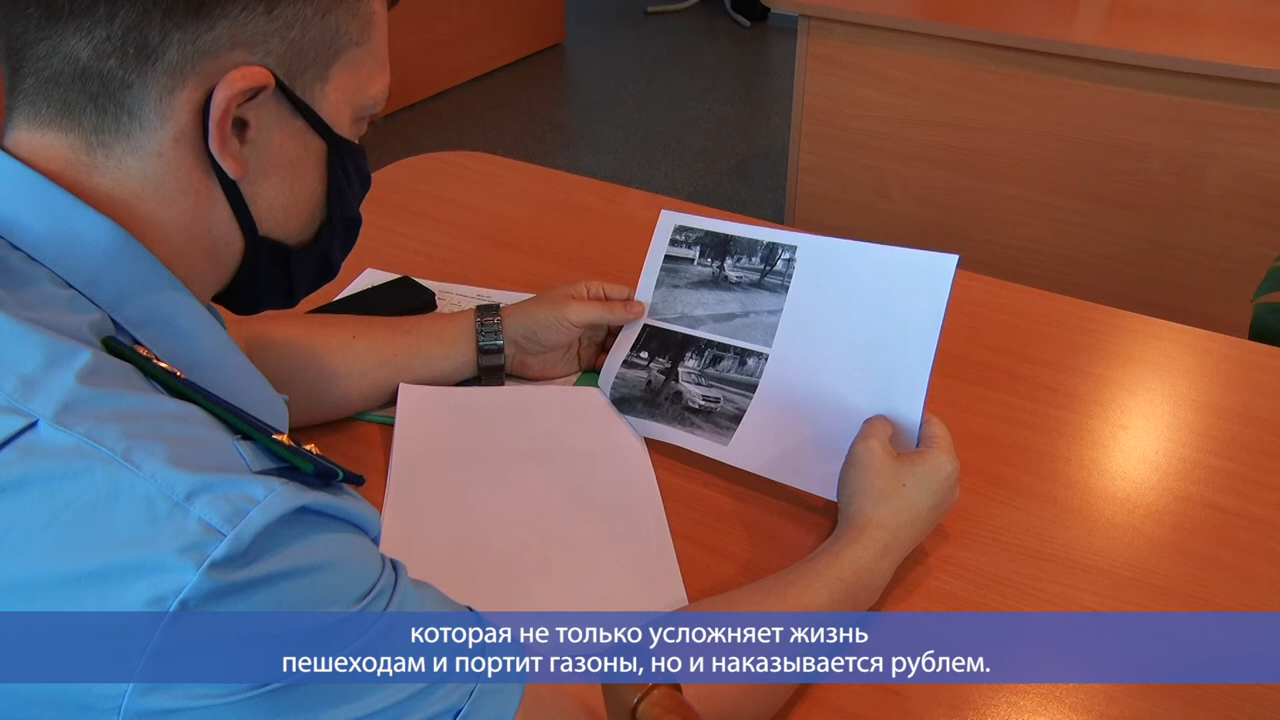 которая не только усложняет жизнь
пешеходам и портит газоны, но и наказывается рублем.